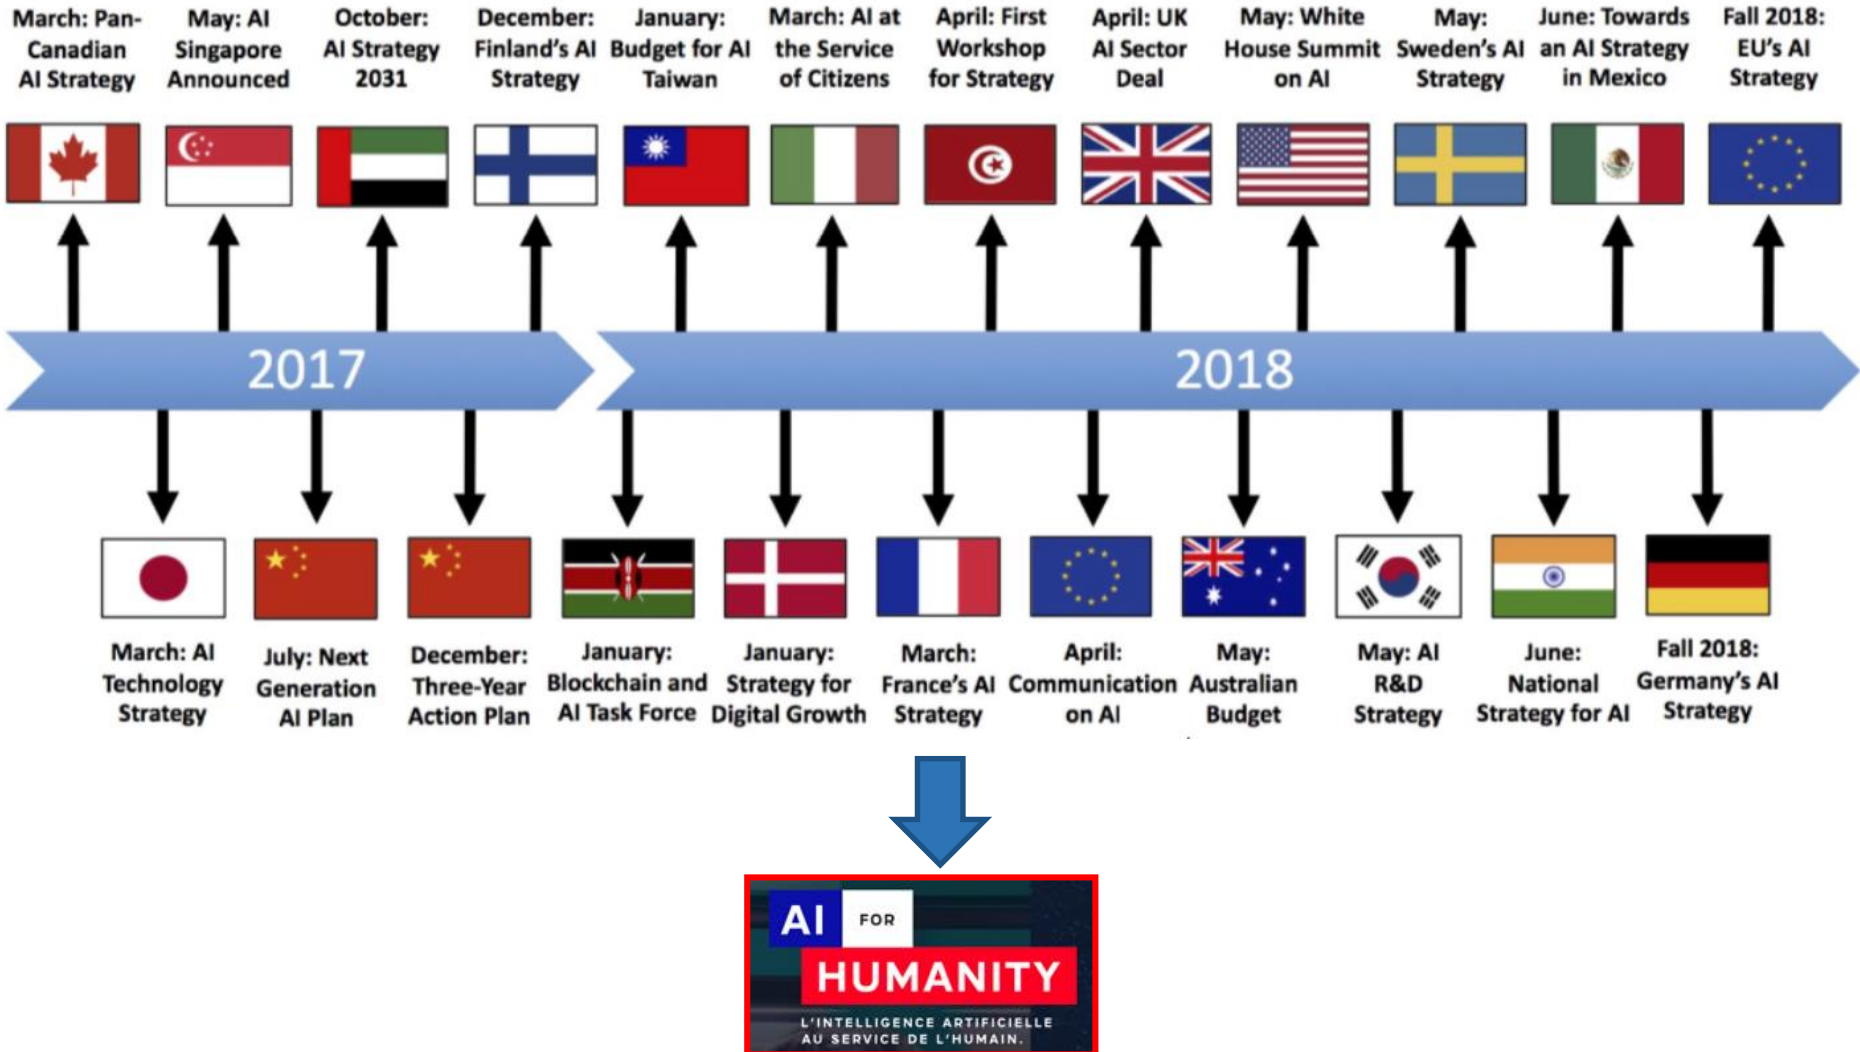 March: Pan-
Canadian
AI Strategy
May: AI
Singapore
Announced
October:
AI Strategy
2031
December:
Finland's AI
Strategy
January:
Budget for AI
Taiwan
March: AI at
the Service
of Citizens
April: First
Workshop
for Strategy
April: UK
AI Sector
Deal
May: White
House Summit
on AI
May:
Sweden's AI
Strategy
June: Towards
an AI Strategy
in Mexico
Fall 2018:
EU's AI
Strategy
2017
2018
March: AI
Technology
Strategy
July: Next
Generation
AI Plan
December:
Three-Year
Action Plan
January:
Blockchain and
AI Task Force
January:
Strategy for
Digital Growth
March:
France's AI
Strategy
April:
Communication
on AI
May:
Australian
Budget
May: AI
R&D
Strategy
June:
National
Strategy for AI
Fall 2018:
Germany's AI
Strategy
AI FOR
HUMANITY
L'INTELLIGENCE ARTIFICIELLE
AU SERVICE DE L'HUMAIN.